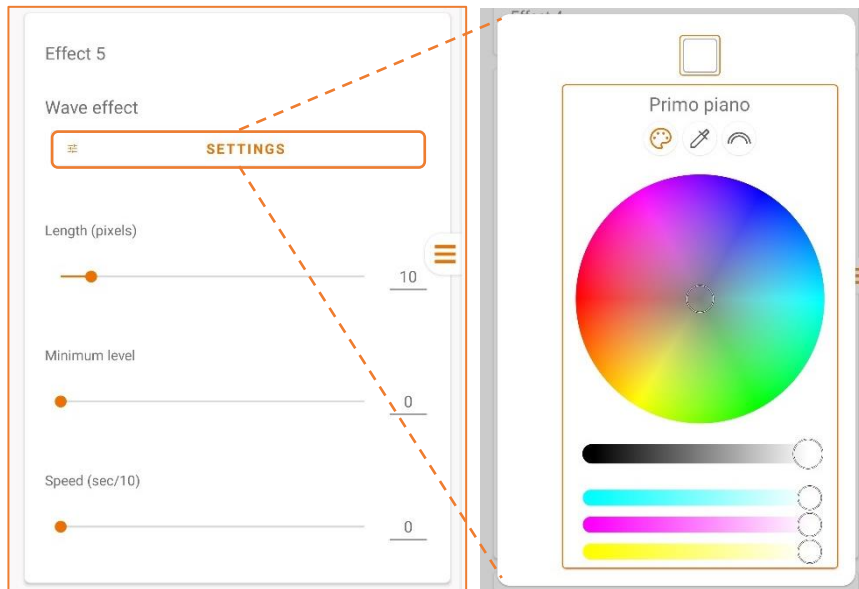 Effect 5
Wave effect
SETTINGS
Length (pixels)
10
Minimum level
0
Speed (sec/10)
0
Primo piano